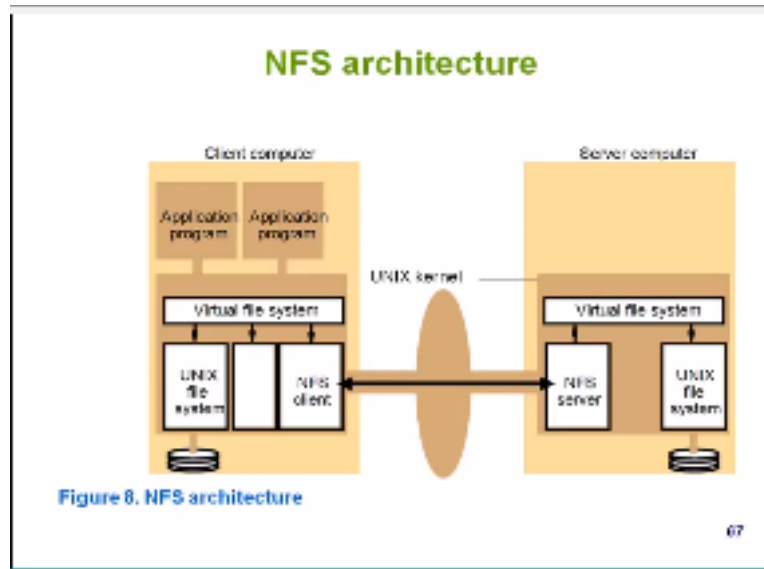 NFS architecture
Client computer
Server computer
Application
program
Application
program
UNIX kernel
Virtual file system
Virtual file system
UNIX
file
system
NFS
client
NFS
server
UNIX
file
system
Figure 8. NFS architecture
67